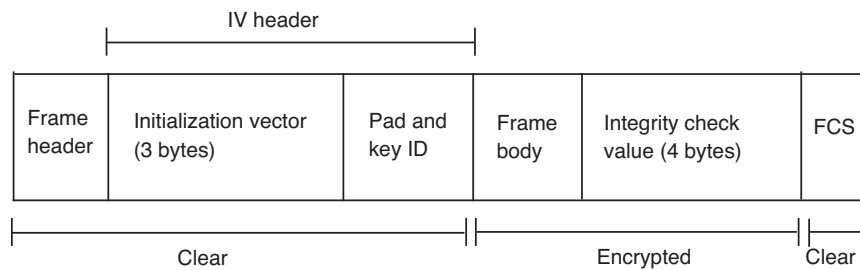 IV header
Frame
header
Initialization vector
(3 bytes)
Pad and
key ID
Frame
body
Integrity check
value (4 bytes)
FCS
Clear
Encrypted
Clear